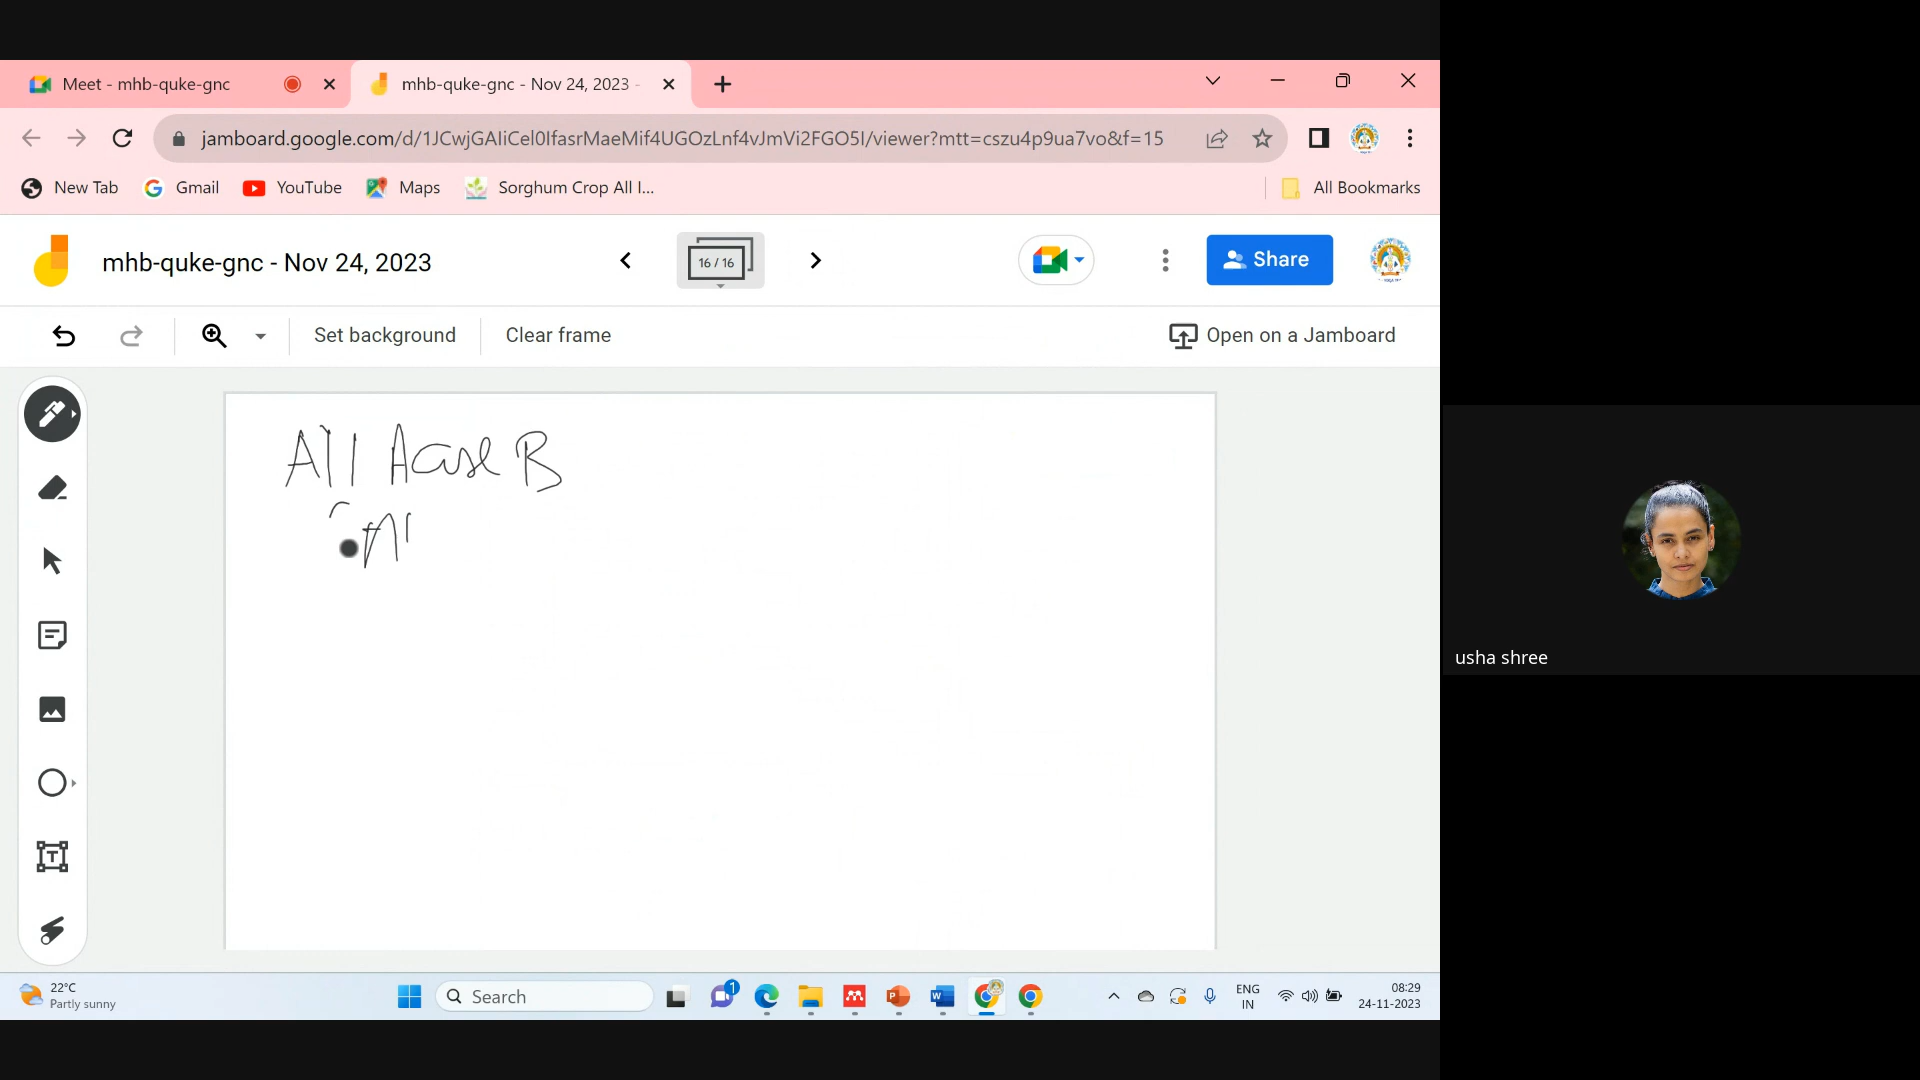 Meet - mhb-quke-gnc
mhb-quke-gnc - Nov 24, 2023 -
jamboard.google.com/d/1JCwjGAIiCel0IfasrMaeMif4UGOzLnf4vJmVi2FGO5I/viewer?mtt=cszu4p9ua7vo&f=15
New Tab Gmail YouTube Maps Sorghum Crop All I... All Bookmarks
mhb-quke-gnc - Nov 24, 2023
16 / 16
Share
Set background Clear frame Open on a Jamboard
All A are B
usha shree
22°C
Partly sunny
Search
1
ENG
IN
08:29
24-11-2023